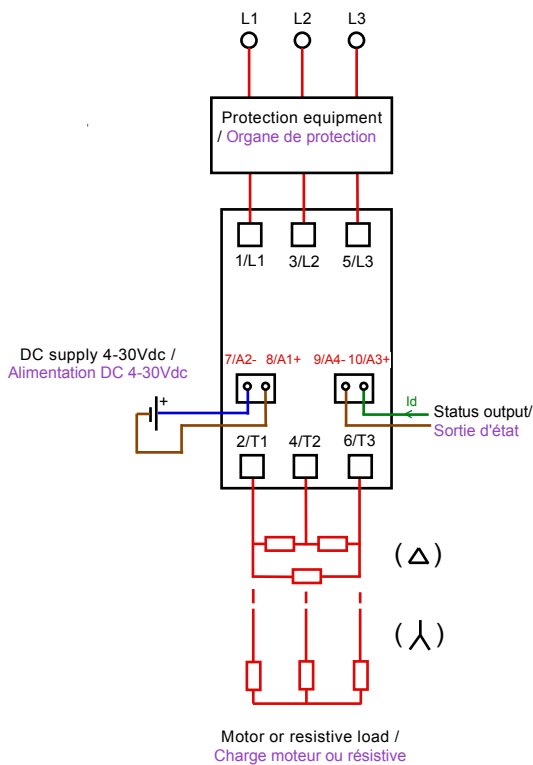 L1 L2 L3
Protection equipment
/ Organe de protection
1/L1 3/L2 5/L3
DC supply 4-30Vdc /
Alimentation DC 4-30Vdc
7/A2- 8/A1+ 9/A4- 10/A3+
+
Id
Status output/
Sortie d'état
2/T1 4/T2 6/T3
( )
( )
Motor or resistive load /
Charge moteur ou résistive